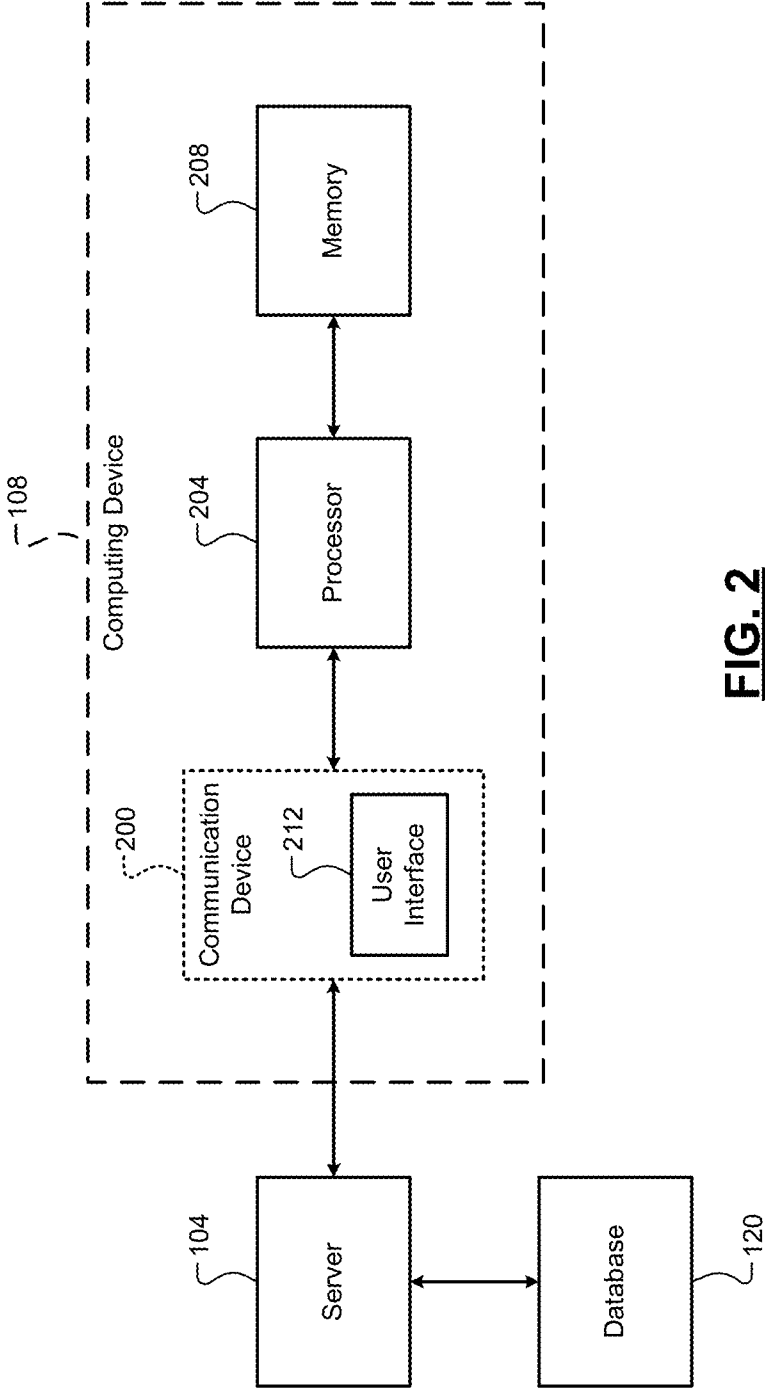 108
Computing Device
104
Server
200
Communication
Device
212
User
Interface
204
Processor
208
Memory
Database
120
FIG. 2